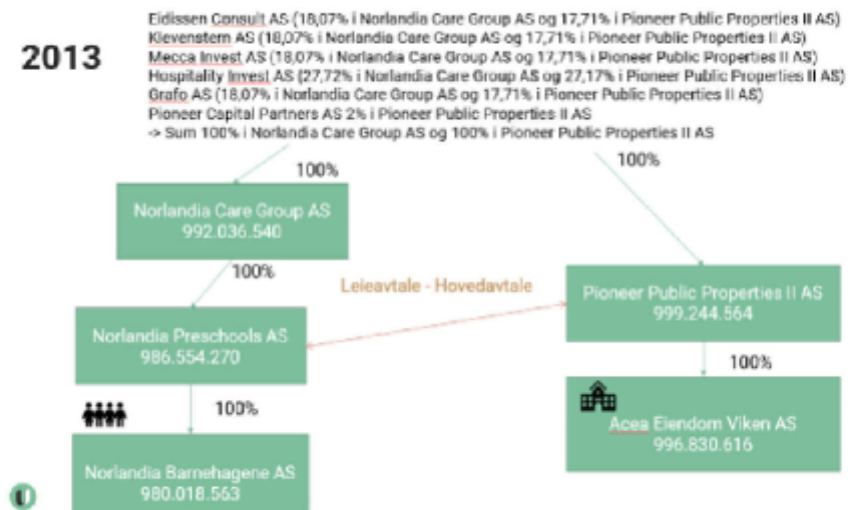 2013
Eidissen Consult AS (18,07% i Norlandia Care Group AS og 17,71% i Pioneer Public Properties II AS)
Klevenstern AS (18,07% i Norlandia Care Group AS og 17,71% i Pioneer Public Properties II AS)
Mecca Invest AS (18,07% i Norlandia Care Group AS og 17,71% i Pioneer Public Properties II AS)
Hospitality Invest AS (27,72% i Norlandia Care Group AS og 27,17% i Pioneer Public Properties II AS)
Grafo AS (18,07% i Norlandia Care Group AS og 17,71% i Pioneer Public Properties II AS)
Pioneer Capital Partners AS 2% i Pioneer Public Properties II AS
-> Sum 100% i Norlandia Care Group AS og 100% i Pioneer Public Properties II AS
100%
100%
Norlandia Care Group AS
992.036.540
100%
Leieavtale - Hovedavtale
Pioneer Public Properties II AS
999.244.564
Norlandia Preschools AS
986.554.270
100%
100%
Acea Eiendom Viken AS
996.830.616
Norlandia Barnehagene AS
980.018.563